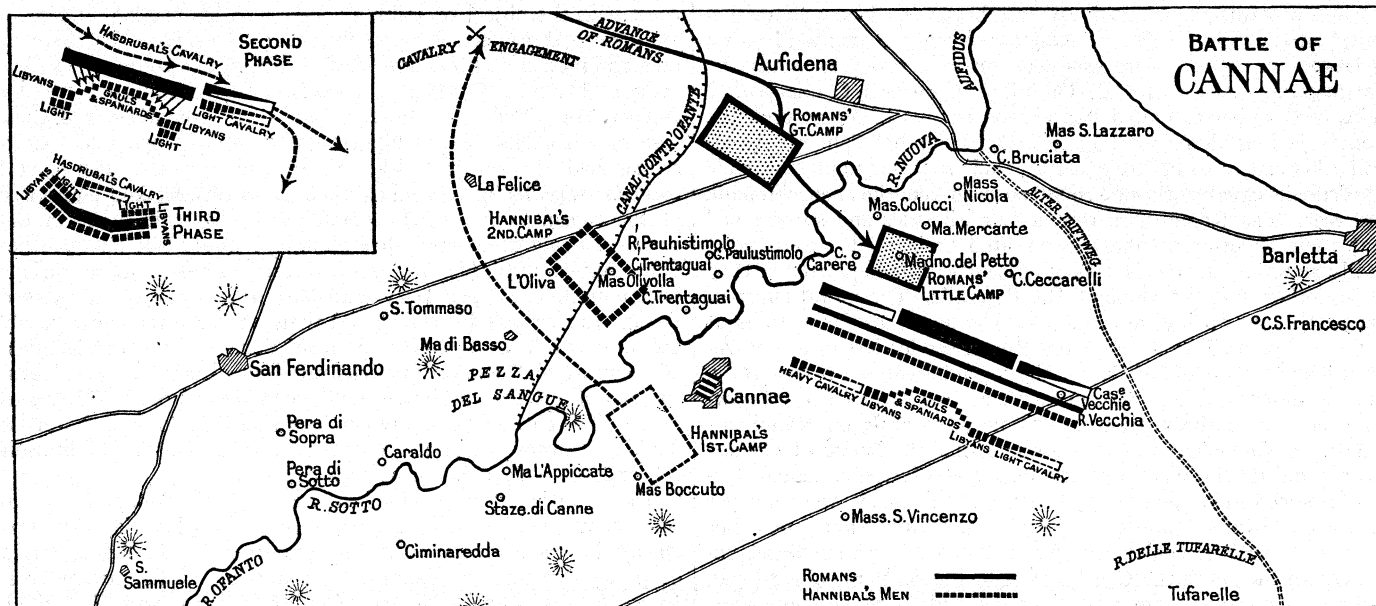 BATTLE OF
CANNAE
SECOND
PHASE
HASDRUBAL'S CAVALRY
LIBYANS
LIGHT
GAULS
& SPANIARDS
LIGHT CAVALRY
LIBYANS
LIGHT
HASDRUBAL'S CAVALRY
LIBYANS
LIGHT
LIGHT
LIBYANS
THIRD
PHASE
CAVALRY ENGAGEMENT
ADVANCE
OF ROMANS
Aufidena
AUFIDUS
ROMANS'
GT. CAMP
CANAL CONTR'OFANTE
R. NUOVA
Mas S. Lazzaro
C. Bruciata
Mass
Nicola
ALTER TRIFTWEG
La Felice
HANNIBAL'S
2ND. CAMP
Mas. Colucci
Ma. Mercante
R. Pauhistimolo
C. Paulustimolo
C. Trentaguai
C.
Carere
Madno. del Petto
Barletta
L'Oliva
Mas Olivolla
ROMANS'
LITTLE CAMP
C. Ceccarelli
C. Trentaguai
S. Tommaso
C.S. Francesco
Ma di Basso
San Ferdinando
PEZZA
DEL SANGUE
Cannae
HEAVY CAVALRY
LIBYANS
GAULS
& SPANIARDS
LIBYANS
LIGHT CAVALRY
Case
Vecchie
R. Vecchia
Pera di
Sopra
HANNIBAL'S
1ST. CAMP
Caraldo
Pera di
Sotto
Ma L'Appiccate
Mas Boccuto
R. SOTTO
Staze. di Canne
Mass. S. Vincenzo
Ciminaredda
R. DELLE TUFARELLE
S.
Sammuele
R. OFANTO
ROMANS
HANNIBAL'S MEN
Tufarelle